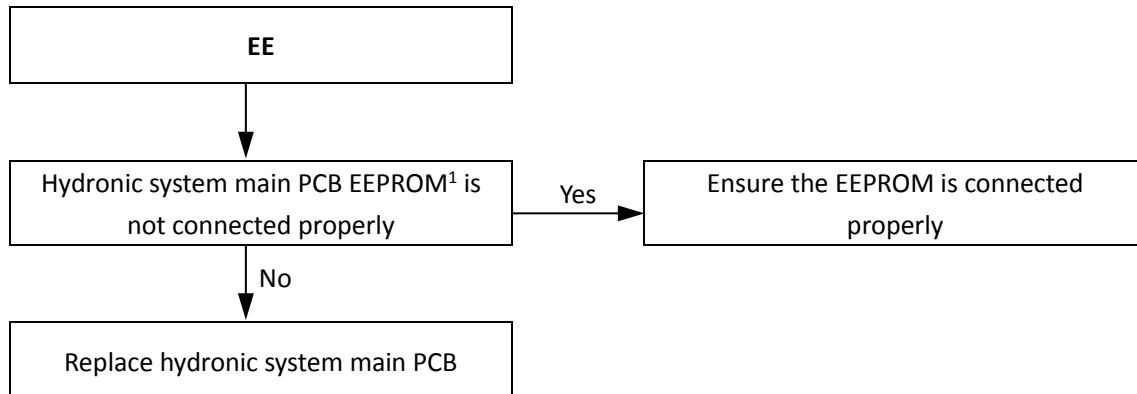 EE
Hydronic system main PCB EEPROM¹ is
not connected properly
Yes
Ensure the EEPROM is connected
properly
No
Replace hydronic system main PCB